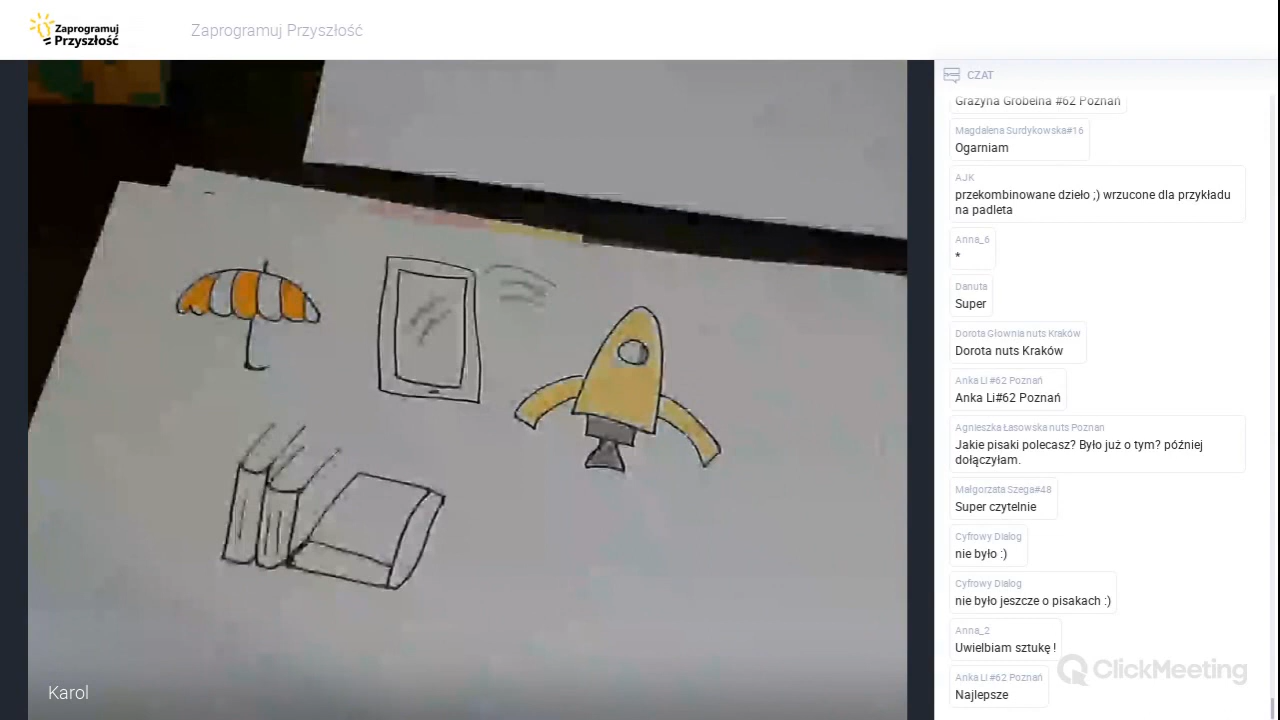 Zaprogramuj
Przyszłość
Zaprogramuj Przyszłość
CZAT
Grażyna Grobelna #62 Poznań
Magdalena Surdykowska#16
Ogarniam
AJK
przekombinowane dzieło ;) wrzucone dla przykładu
na padleta
Anna_6
*
Danuta
Super
Dorota Głownia nuts Kraków
Dorota nuts Kraków
Anka Li #62 Poznań
Anka Li#62 Poznań
Agnieszka Łasowska nuts Poznan
Jakie pisaki polecasz? Było już o tym? później
dołączyłam.
Małgorzata Szega#48
Super czytelnie
Cyfrowy Dialog
nie było :)
Cyfrowy Dialog
nie było jeszcze o pisakach :)
Anna_2
Uwielbiam sztukę !
Anka Li #62 Poznań
Najlepsze
ClickMeeting
Karol